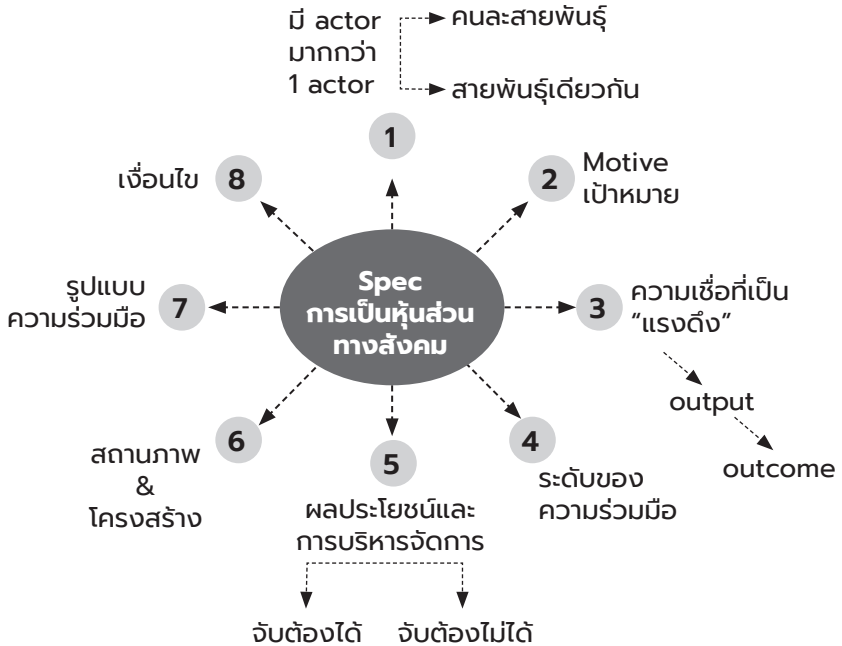 มี actor
มากกว่า
1 actor
คนละสายพันธุ์
สายพันธุ์เดียวกัน
1
2
Motive
เป้าหมาย
3
ความเชื่อที่เป็น
“แรงดึง”
output
outcome
4
ระดับของ
ความร่วมมือ
5
ผลประโยชน์และ
การบริหารจัดการ
จับต้องได้
จับต้องไม่ได้
6
สถานภาพ
&
โครงสร้าง
7
รูปแบบ
ความร่วมมือ
8
เงื่อนไข
Spec
การเป็นหุ้นส่วน
ทางสังคม